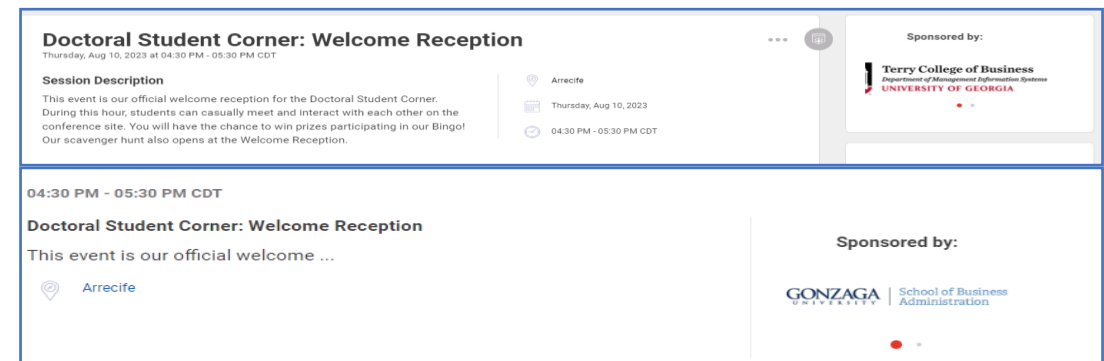 Doctoral Student Corner: Welcome Reception
Thursday, Aug 10, 2023 at 04:30 PM - 05:30 PM CDT
Session Description
This event is our official welcome reception for the Doctoral Student Corner.
During this hour, students can casually meet and interact with each other on the
conference site. You will have the chance to win prizes participating in our Bingo!
Our scavenger hunt also opens at the Welcome Reception.
Arrecife
Thursday, Aug 10, 2023
04:30 PM - 05:30 PM CDT
Sponsored by:
Terry College of Business
Department of Management Information Systems
UNIVERSITY OF GEORGIA
04:30 PM - 05:30 PM CDT
Doctoral Student Corner: Welcome Reception
This event is our official welcome ...
Arrecife
Sponsored by:
GONZAGA
UNIVERSITY
School of Business
Administration